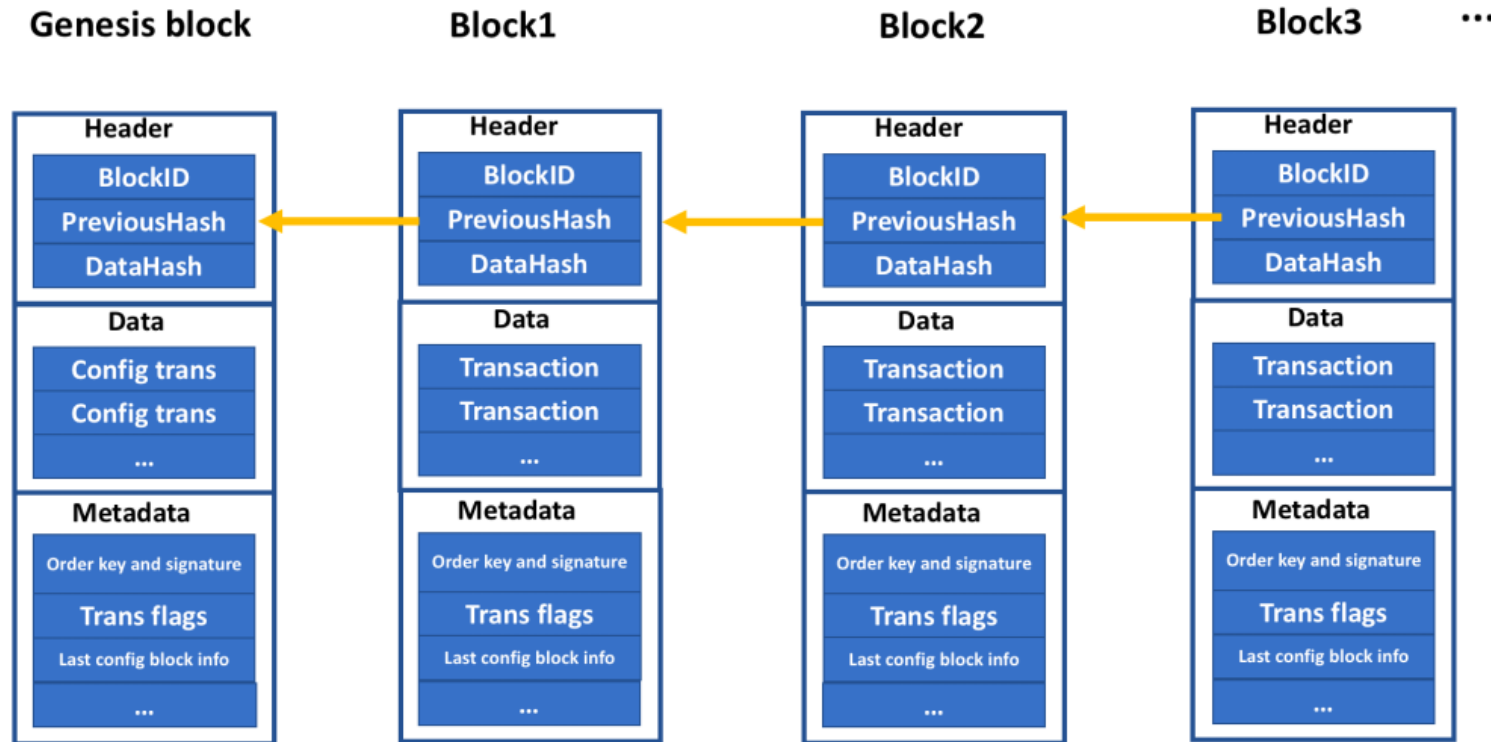 Genesis block
Block1
Block2
Block3
...
Header
BlockID
PreviousHash
DataHash
Data
Config trans
Config trans
...
Metadata
Order key and signature
Trans flags
Last config block info
...
Header
BlockID
PreviousHash
DataHash
Data
Transaction
Transaction
...
Metadata
Order key and signature
Trans flags
Last config block info
...
Header
BlockID
PreviousHash
DataHash
Data
Transaction
Transaction
...
Metadata
Order key and signature
Trans flags
Last config block info
...
Header
BlockID
PreviousHash
DataHash
Data
Transaction
Transaction
...
Metadata
Order key and signature
Trans flags
Last config block info
...